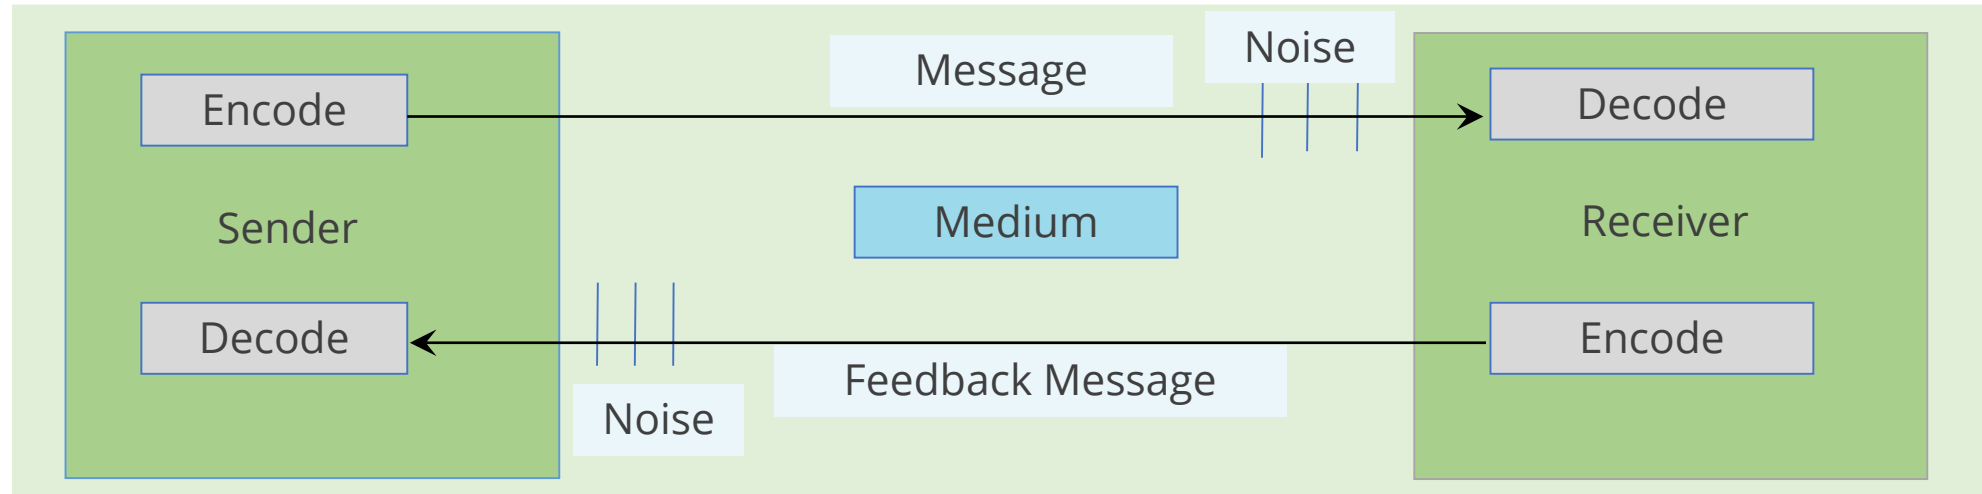 Noise
Message
Encode
Decode
Sender
Medium
Receiver
Decode
Encode
Feedback Message
Noise